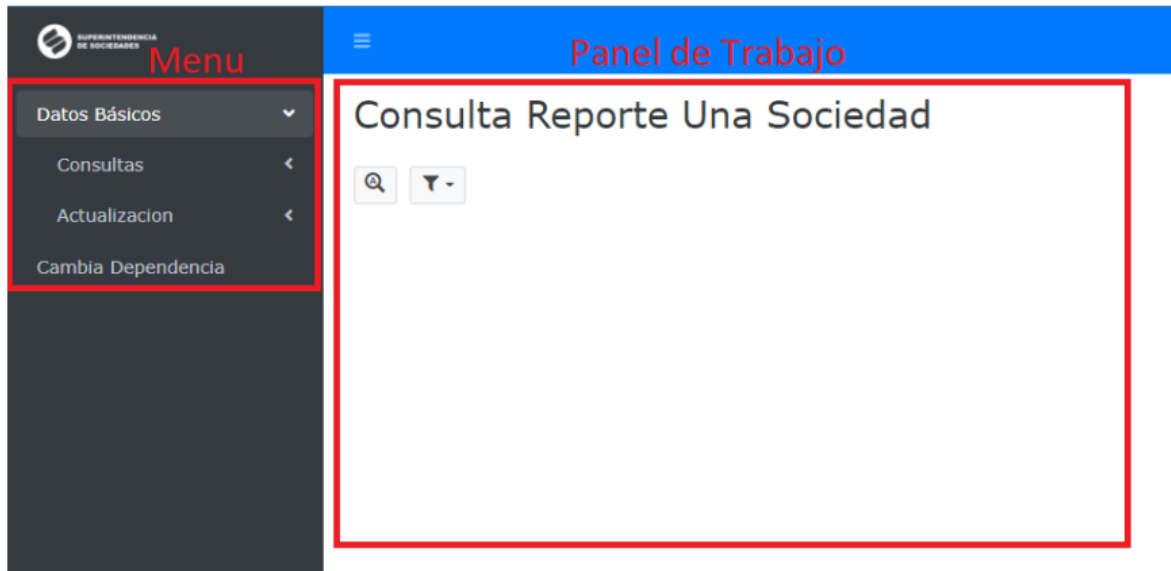 SUPERINTENDENCIA
DE SOCIEDADES
Menu
Panel de Trabajo
Datos Básicos
Consultas
Actualizacion
Cambia Dependencia
Consulta Reporte Una Sociedad